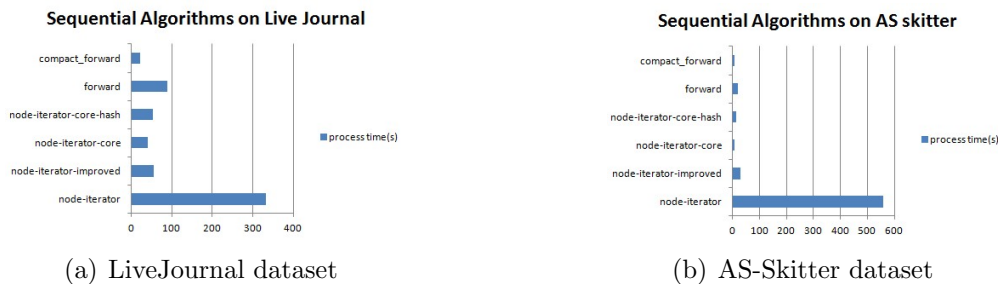 Sequential Algorithms on Live Journal
compact_forward
forward
node-iterator-core-hash
node-iterator-core
node-iterator-improved
node-iterator
0 100 200 300 400
process time(s)
(a) LiveJournal dataset
Sequential Algorithms on AS skitter
compact_forward
forward
node-iterator-core-hash
node-iterator-core
node-iterator-improved
node-iterator
0 100 200 300 400 500 600
process time(s)
(b) AS-Skitter dataset